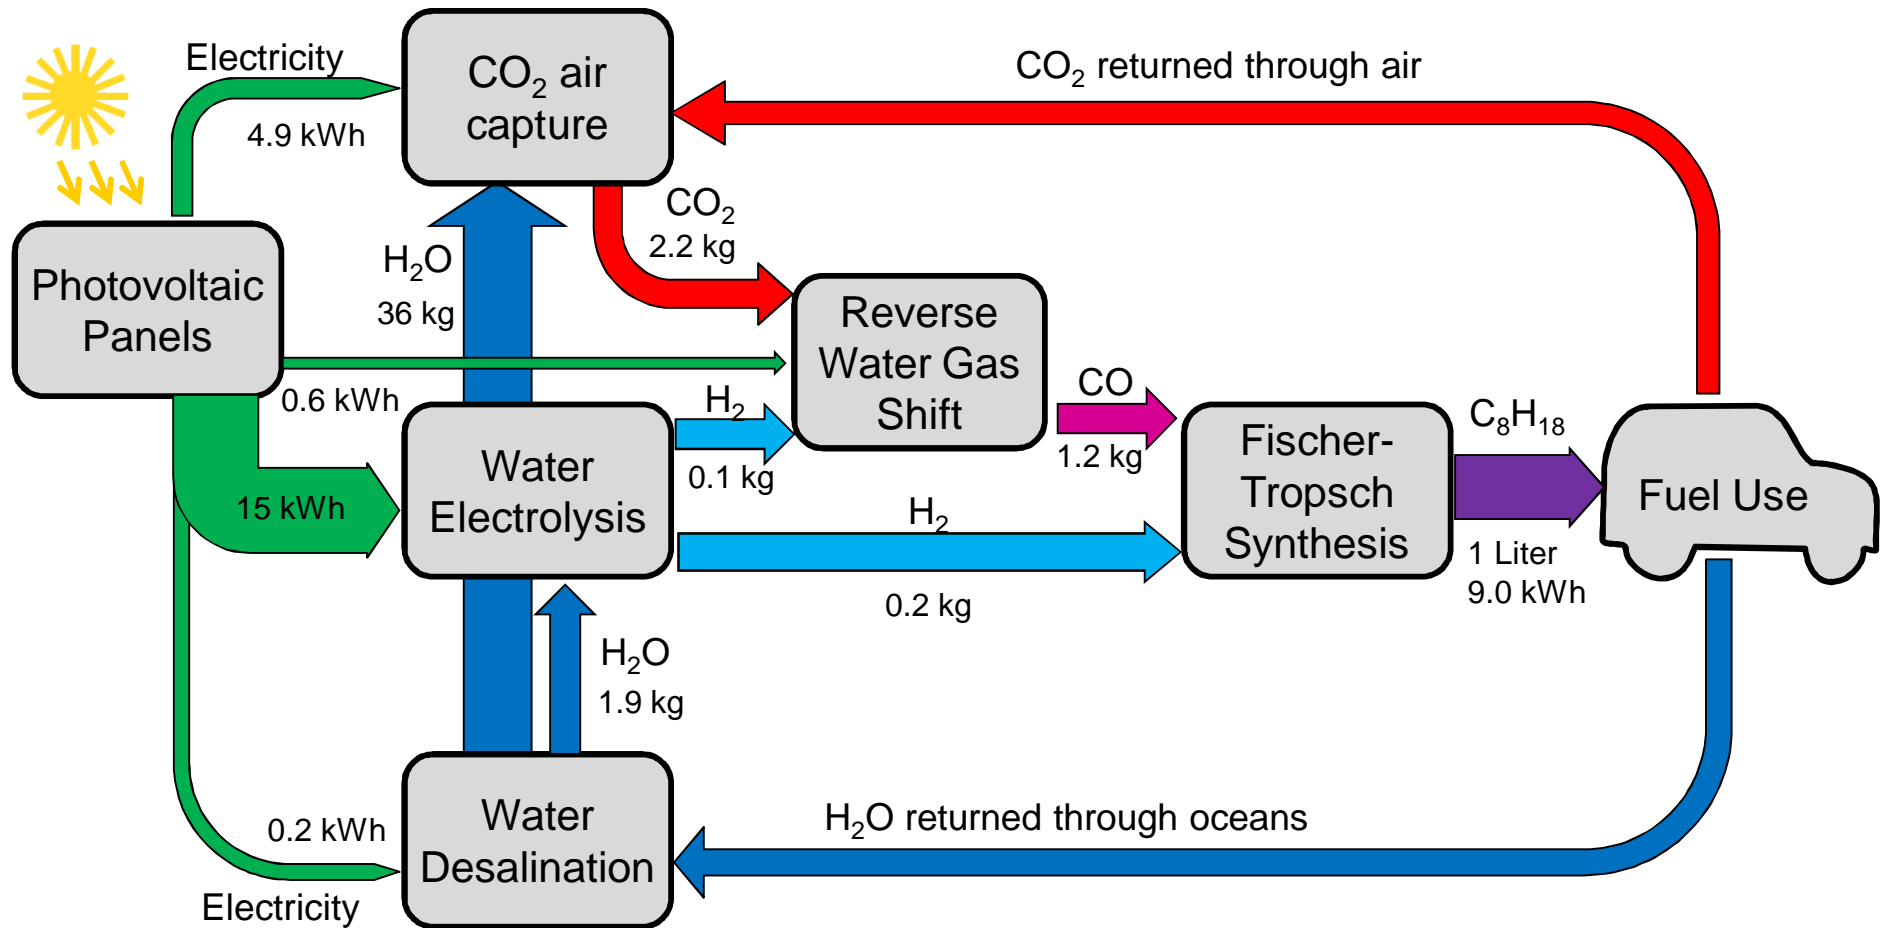 Electricity
4.9 kWh
CO₂ air
capture
CO₂ returned through air
CO₂
2.2 kg
H₂O
36 kg
Photovoltaic
Panels
0.6 kWh
Reverse
Water Gas
Shift
H₂
0.1 kg
CO
1.2 kg
15 kWh
Water
Electrolysis
H₂
0.2 kg
Fischer-
Tropsch
Synthesis
C₈H₁₈
1 Liter
9.0 kWh
Fuel Use
H₂O
1.9 kg
0.2 kWh
Electricity
Water
Desalination
H₂O returned through oceans